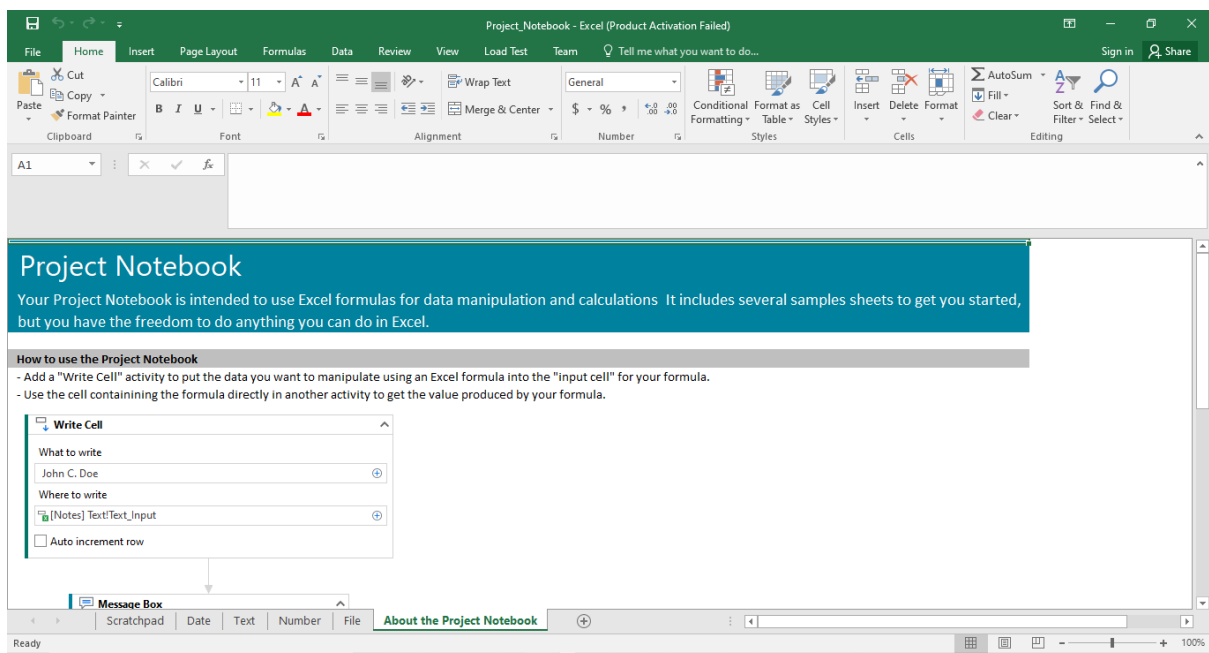 Project_Notebook - Excel (Product Activation Failed)
File Home Insert Page Layout Formulas Data Review View Load Test Team Tell me what you want to do... Sign in Share
Paste
Cut
Copy
Format Painter
Clipboard
Calibri 11 A A
B I U A
Font
Wrap Text
Merge & Center
Alignment
General
$ % , .0 .00 .00 .0
Number
Conditional Formatting
Format as Table
Cell Styles
Styles
Insert Delete Format
Cells
AutoSum
Fill
Clear
Sort & Filter
Find & Select
Editing
A1 fx
Project Notebook
Your Project Notebook is intended to use Excel formulas for data manipulation and calculations It includes several samples sheets to get you started,
but you have the freedom to do anything you can do in Excel.
How to use the Project Notebook
- Add a "Write Cell" activity to put the data you want to manipulate using an Excel formula into the "input cell" for your formula.
- Use the cell containining the formula directly in another activity to get the value produced by your formula.
Write Cell
What to write
John C. Doe
Where to write
[Notes] Text!Text_Input
Auto increment row
Message Box
Scratchpad Date Text Number File About the Project Notebook
Ready 100%